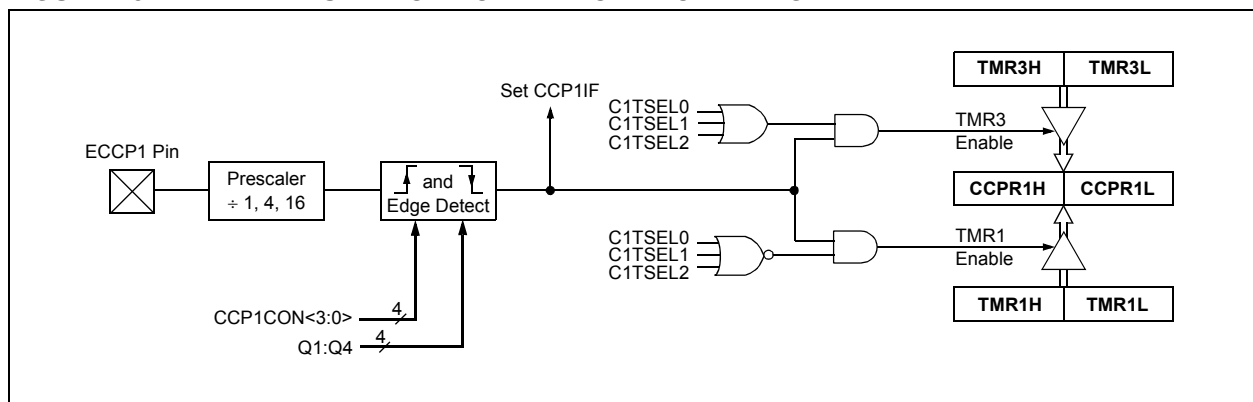 TMR3H TMR3L
Set CCP1IF
C1TSEL0
C1TSEL1
C1TSEL2
TMR3
Enable
ECCP1 Pin
Prescaler
÷ 1, 4, 16
and
Edge Detect
CCPR1H CCPR1L
C1TSEL0
C1TSEL1
C1TSEL2
TMR1
Enable
TMR1H TMR1L
CCP1CON<3:0>
4
Q1:Q4
4